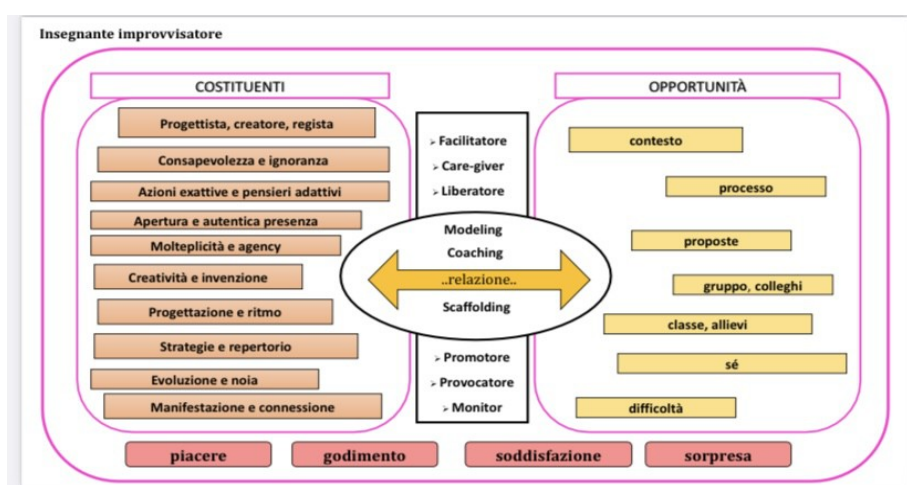 Insegnante improvvisatore
COSTITUENTI
Progettista, creatore, regista
Consapevolezza e ignoranza
Azioni exattive e pensieri adattivi
Apertura e autentica presenza
Molteplicità e agency
Creatività e invenzione
Progettazione e ritmo
Strategie e repertorio
Evoluzione e noia
Manifestazione e connessione
➢ Facilitatore
➢ Care-giver
➢ Liberatore
Modeling
Coaching
..relazione..
Scaffolding
➢ Promotore
➢ Provocatore
➢ Monitor
OPPORTUNITÀ
contesto
processo
proposte
gruppo, colleghi
classe, allievi
sé
difficoltà
piacere
godimento
soddisfazione
sorpresa